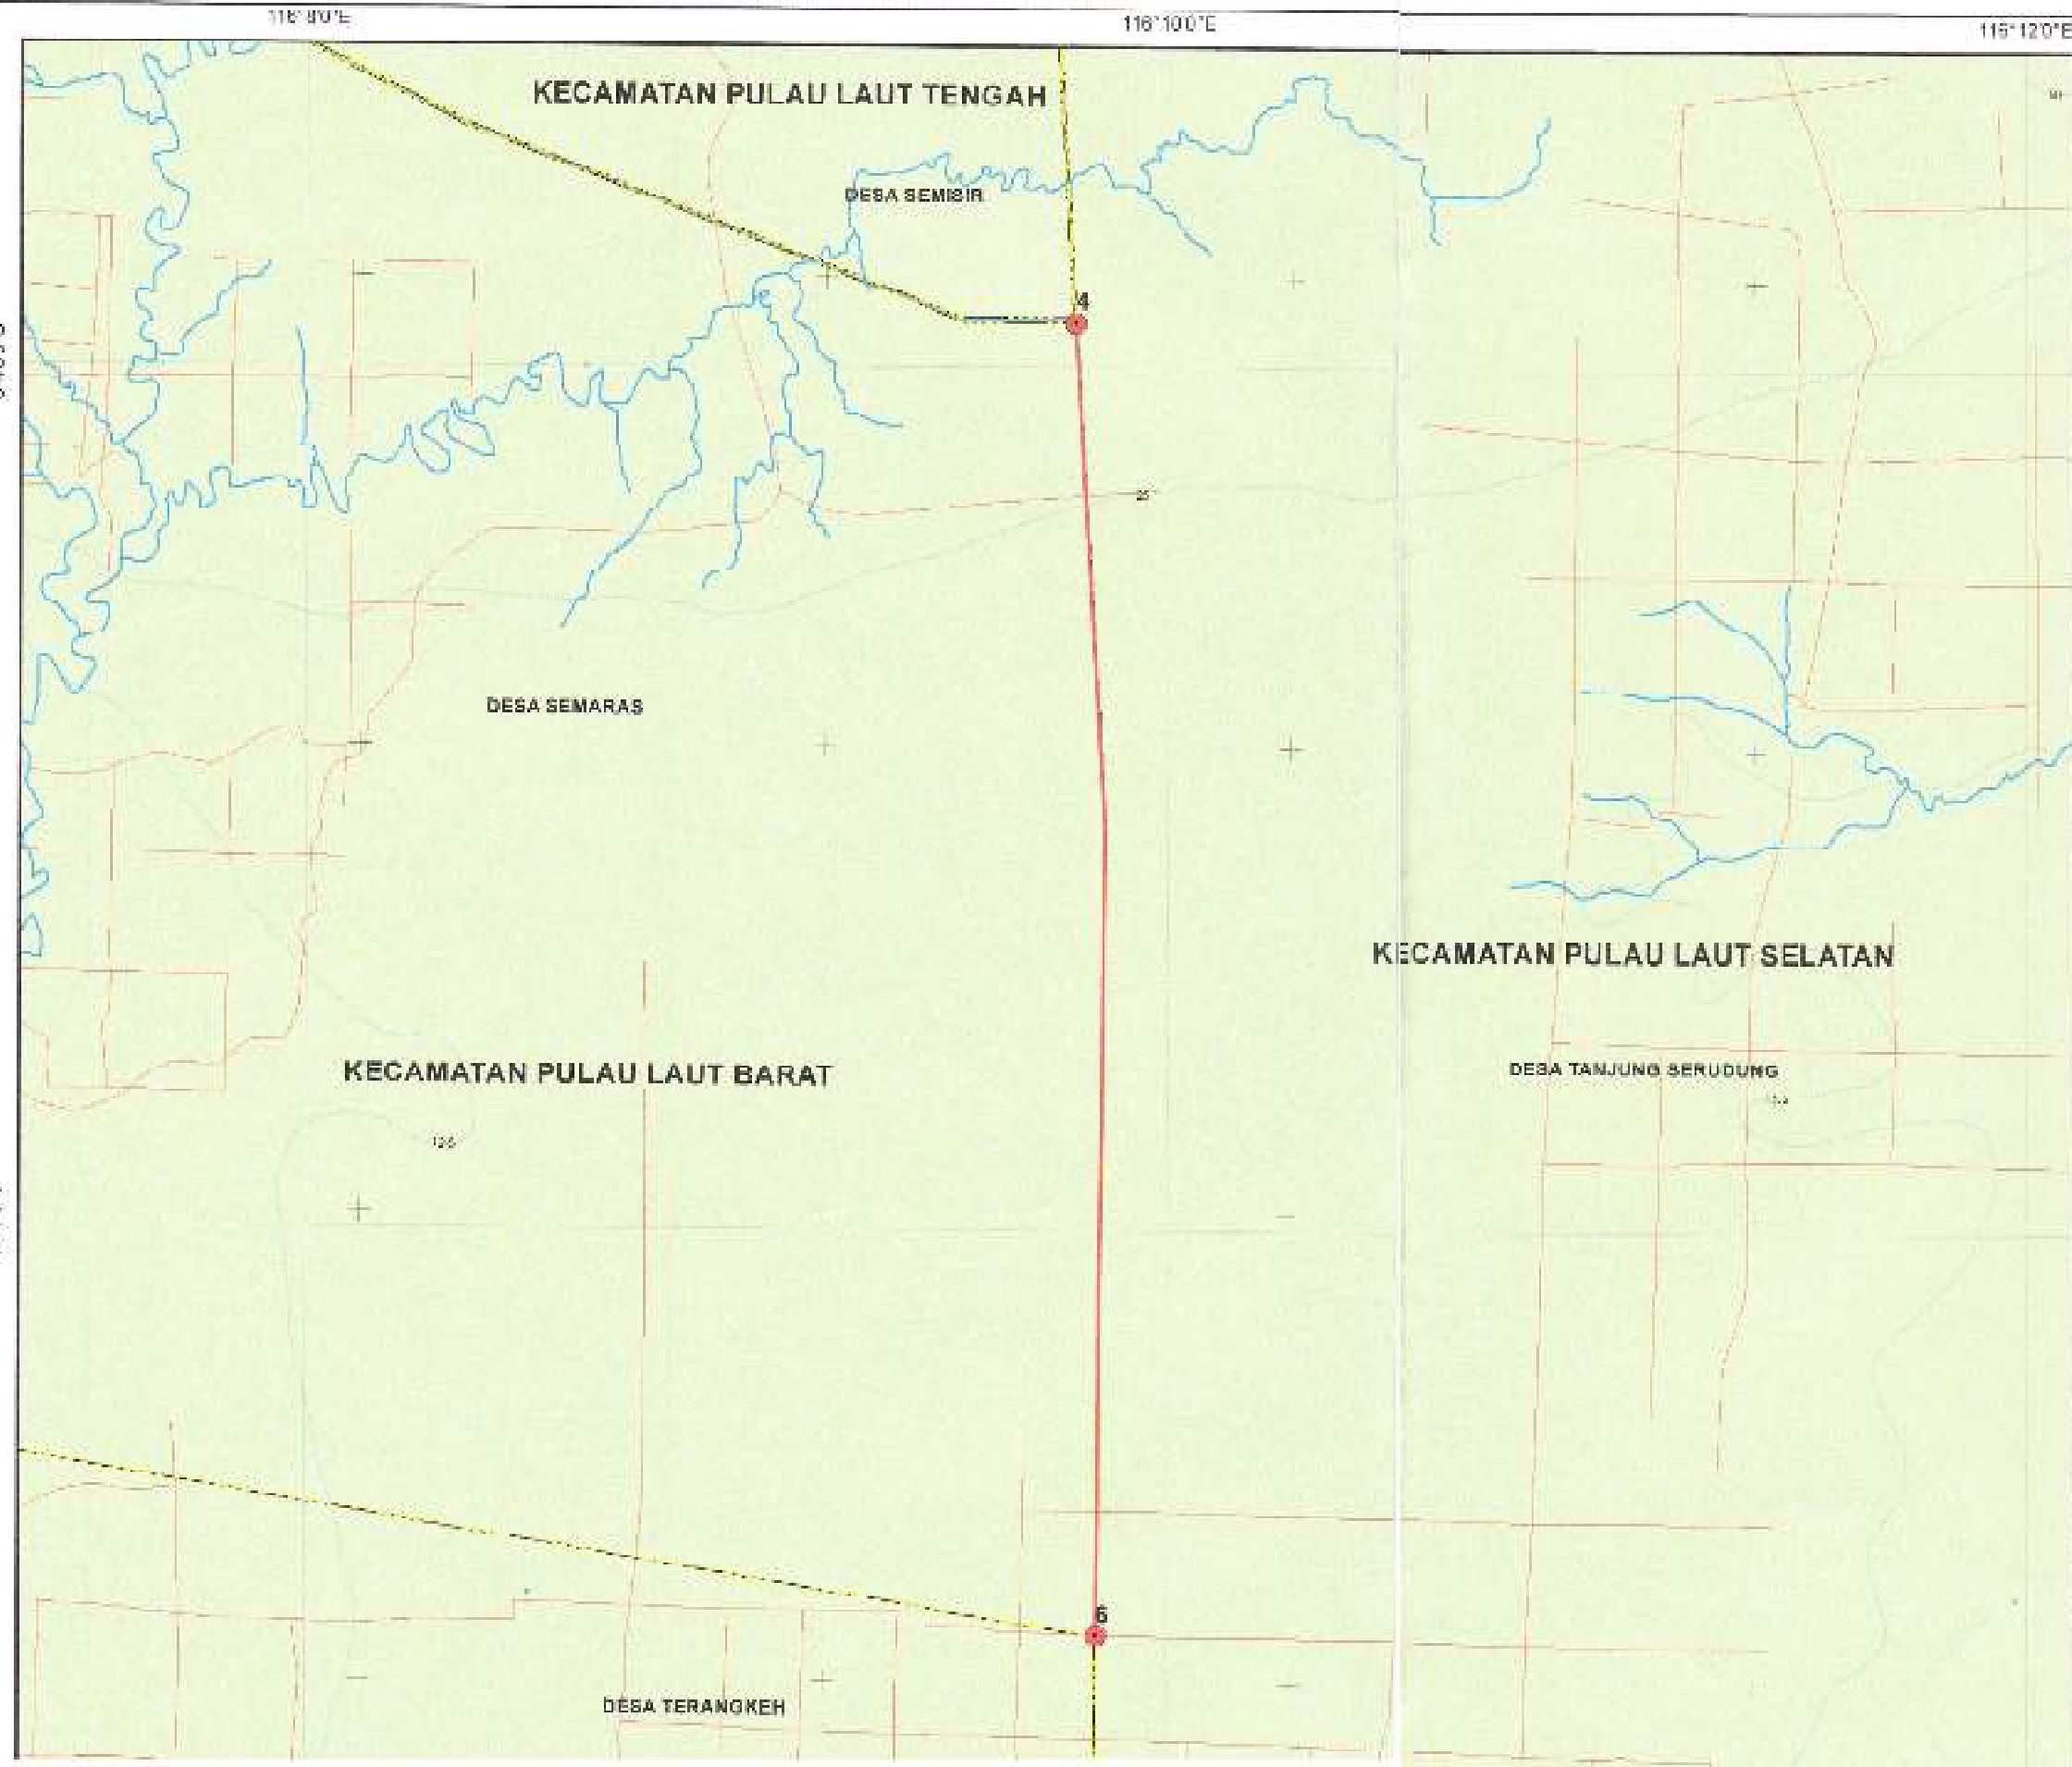 116°8'0"E
116°10'0"E
116°12'0"E
KECAMATAN PULAU LAUT TENGAH
DESA SEMISIR
4
25
DESA SEMARAS
KECAMATAN PULAU LAUT SELATAN
KECAMATAN PULAU LAUT BARAT
DESA TANJUNG SERUDUNG
6
DESA TERANGKEH